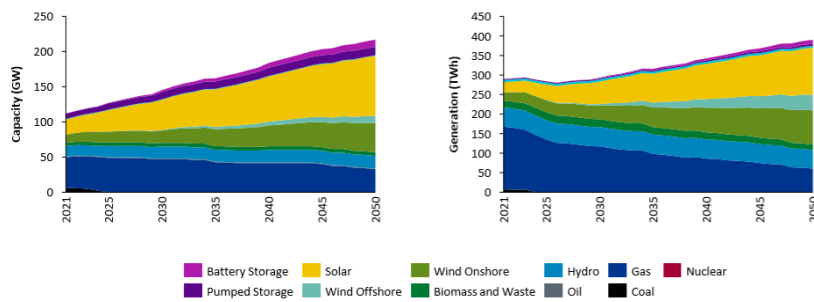 Capacity (GW)
250
200
150
100
50
0
2021
2025
2030
2035
2040
2045
2050
Generation (TWh)
450
400
350
300
250
200
150
100
50
0
2021
2025
2030
2035
2040
2045
2050
Battery Storage
Solar
Wind Onshore
Hydro
Gas
Nuclear
Pumped Storage
Wind Offshore
Biomass and Waste
Oil
Coal